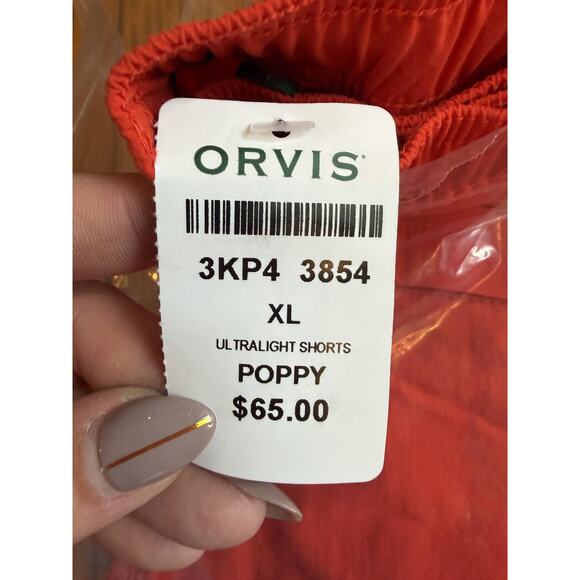 ORVIS®
3KP4 3854
XL
ULTRALIGHT SHORTS
POPPY
$65.00